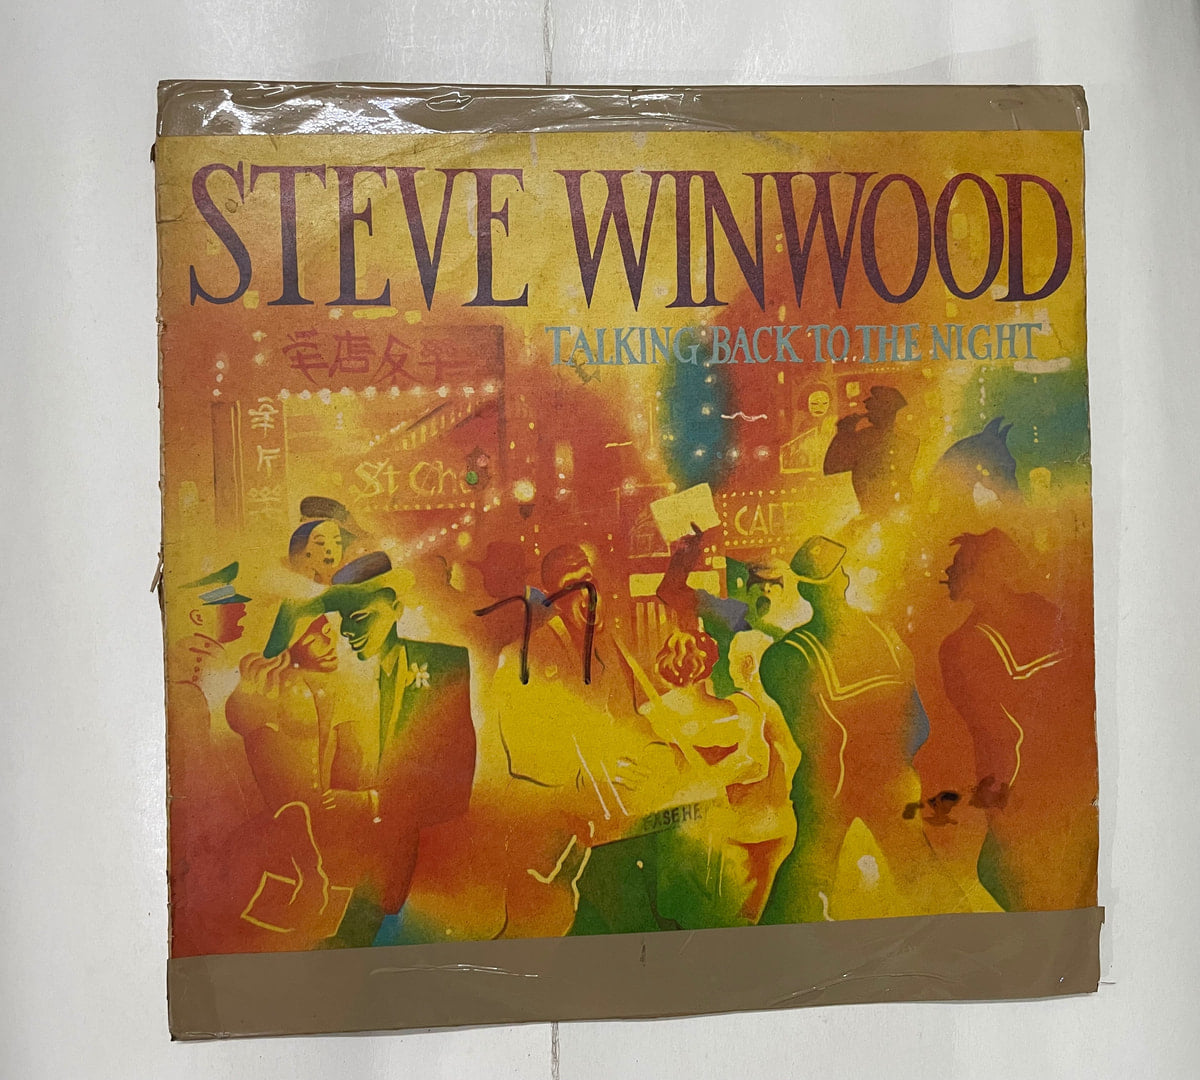 STEVE WINWOOD
TALKING BACK TO THE NIGHT
St Ch
CAFE
77